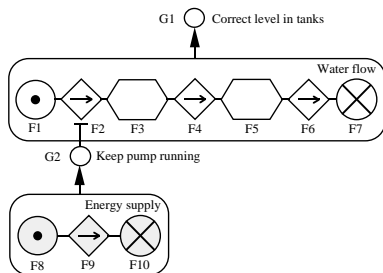 G1 Correct level in tanks
Water flow
F1 F2 F3 F4 F5 F6 F7
G2 Keep pump running
Energy supply
F8 F9 F10